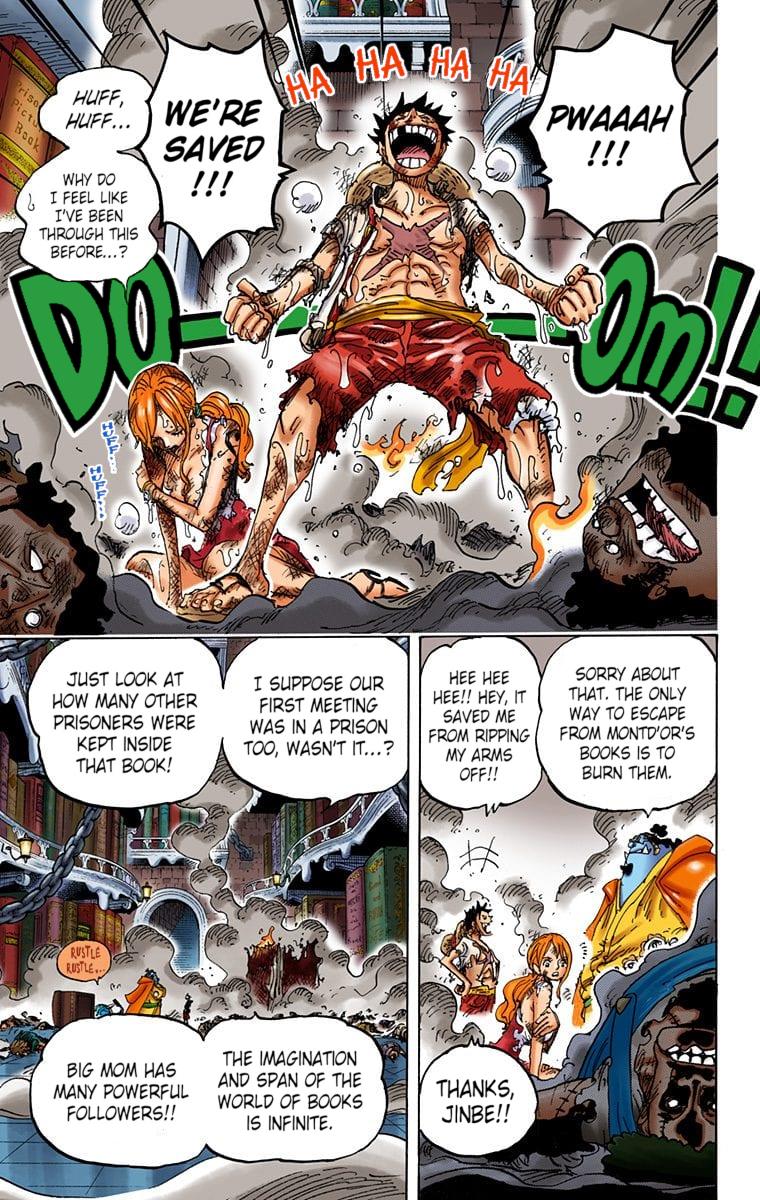 PWAAAH
!!!
HA HA HA HA
WE'RE
SAVED
!!!
HUFF,
HUFF...
WHY DO
I FEEL LIKE
I'VE BEEN
THROUGH THIS
BEFORE...?
Prison
Picture
Book
DO——OM!!
HUFF...
HUFF...
SORRY ABOUT
THAT. THE ONLY
WAY TO ESCAPE
FROM MONTD'OR'S
BOOKS IS TO
BURN THEM.
HEE HEE
HEE!! HEY, IT
SAVED ME
FROM RIPPING
MY ARMS
OFF!!
THANKS,
JINBE!!
I SUPPOSE OUR
FIRST MEETING
WAS IN A PRISON
TOO, WASN'T IT...?
JUST LOOK AT
HOW MANY OTHER
PRISONERS WERE
KEPT INSIDE
THAT BOOK!
RUSTLE
RUSTLE...
THE IMAGINATION
AND SPAN OF THE
WORLD OF BOOKS
IS INFINITE.
BIG MOM HAS
MANY POWERFUL
FOLLOWERS!!